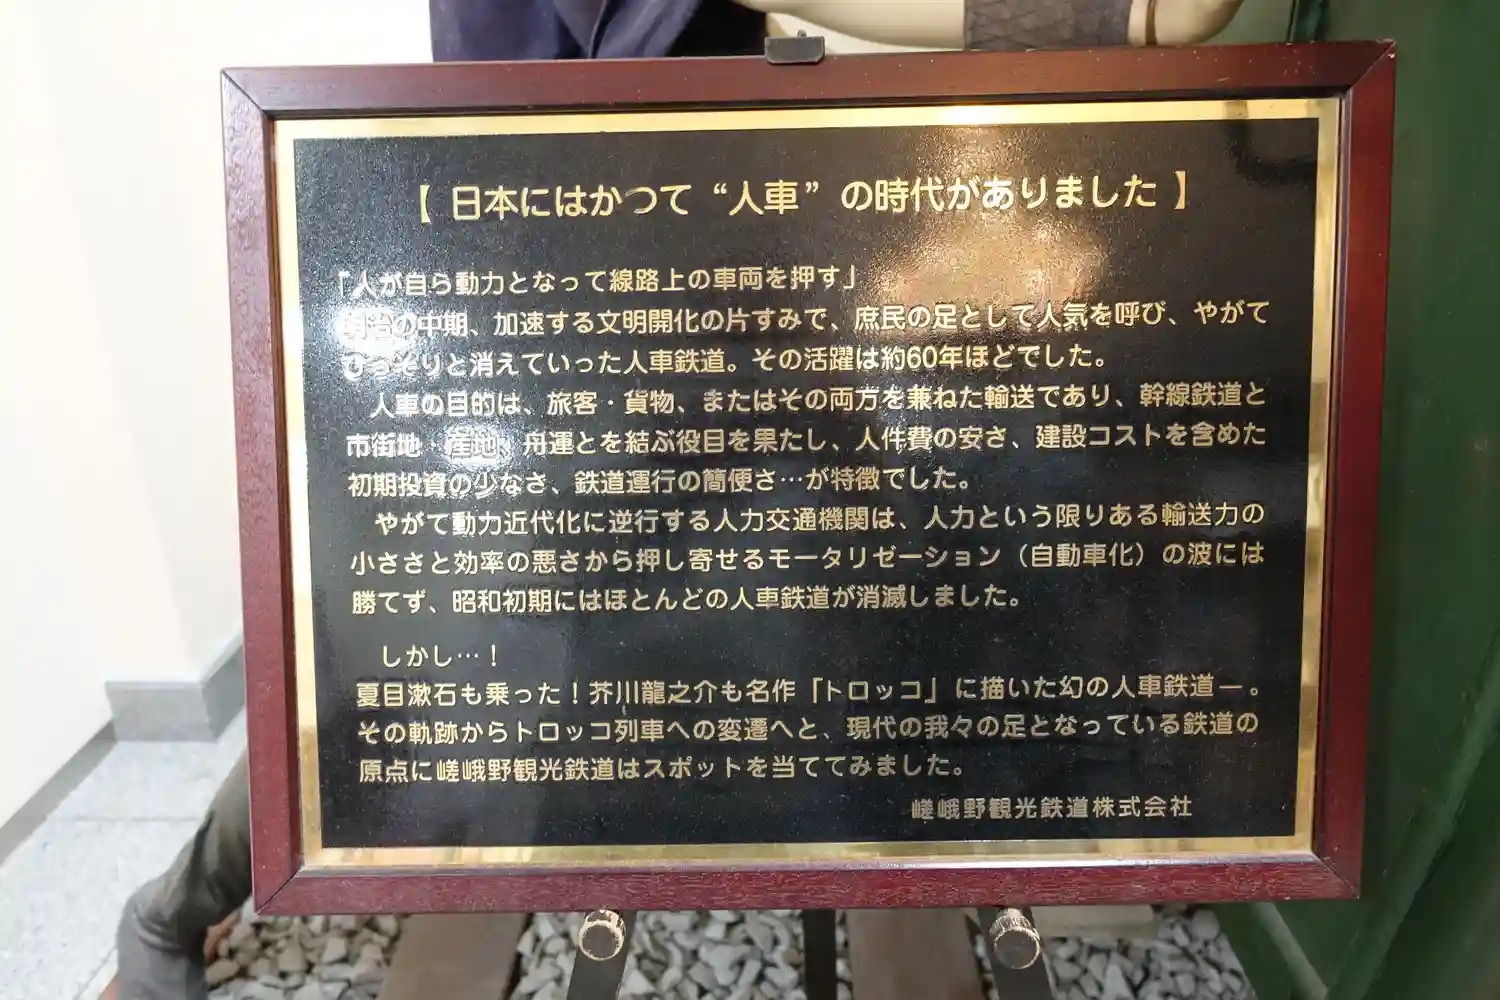 【 日本にはかつて“人車”の時代がありました 】
「人が自ら動力となって線路上の車両を押す」
明治の中期、加速する文明開化の片すみで、庶民の足として人気を呼び、やがて
ひっそりと消えていった人車鉄道。その活躍は約60年ほどでした。
人車の目的は、旅客・貨物、またはその両方を兼ねた輸送であり、幹線鉄道と
市街地・産地、舟運とを結ぶ役目を果たし、人件費の安さ、建設コストを含めた
初期投資の少なさ、鉄道運行の簡便さ…が特徴でした。
やがて動力近代化に逆行する人力交通機関は、人力という限りある輸送力の
小ささと効率の悪さから押し寄せるモータリゼーション（自動車化）の波には
勝てず、昭和初期にはほとんどの人車鉄道が消滅しました。
しかし…！
夏目漱石も乗った！芥川龍之介も名作「トロッコ」に描いた幻の人車鉄道―。
その軌跡からトロッコ列車への変遷へと、現代の我々の足となっている鉄道の
原点に嵯峨野観光鉄道はスポットを当ててみました。
嵯峨野観光鉄道株式会社